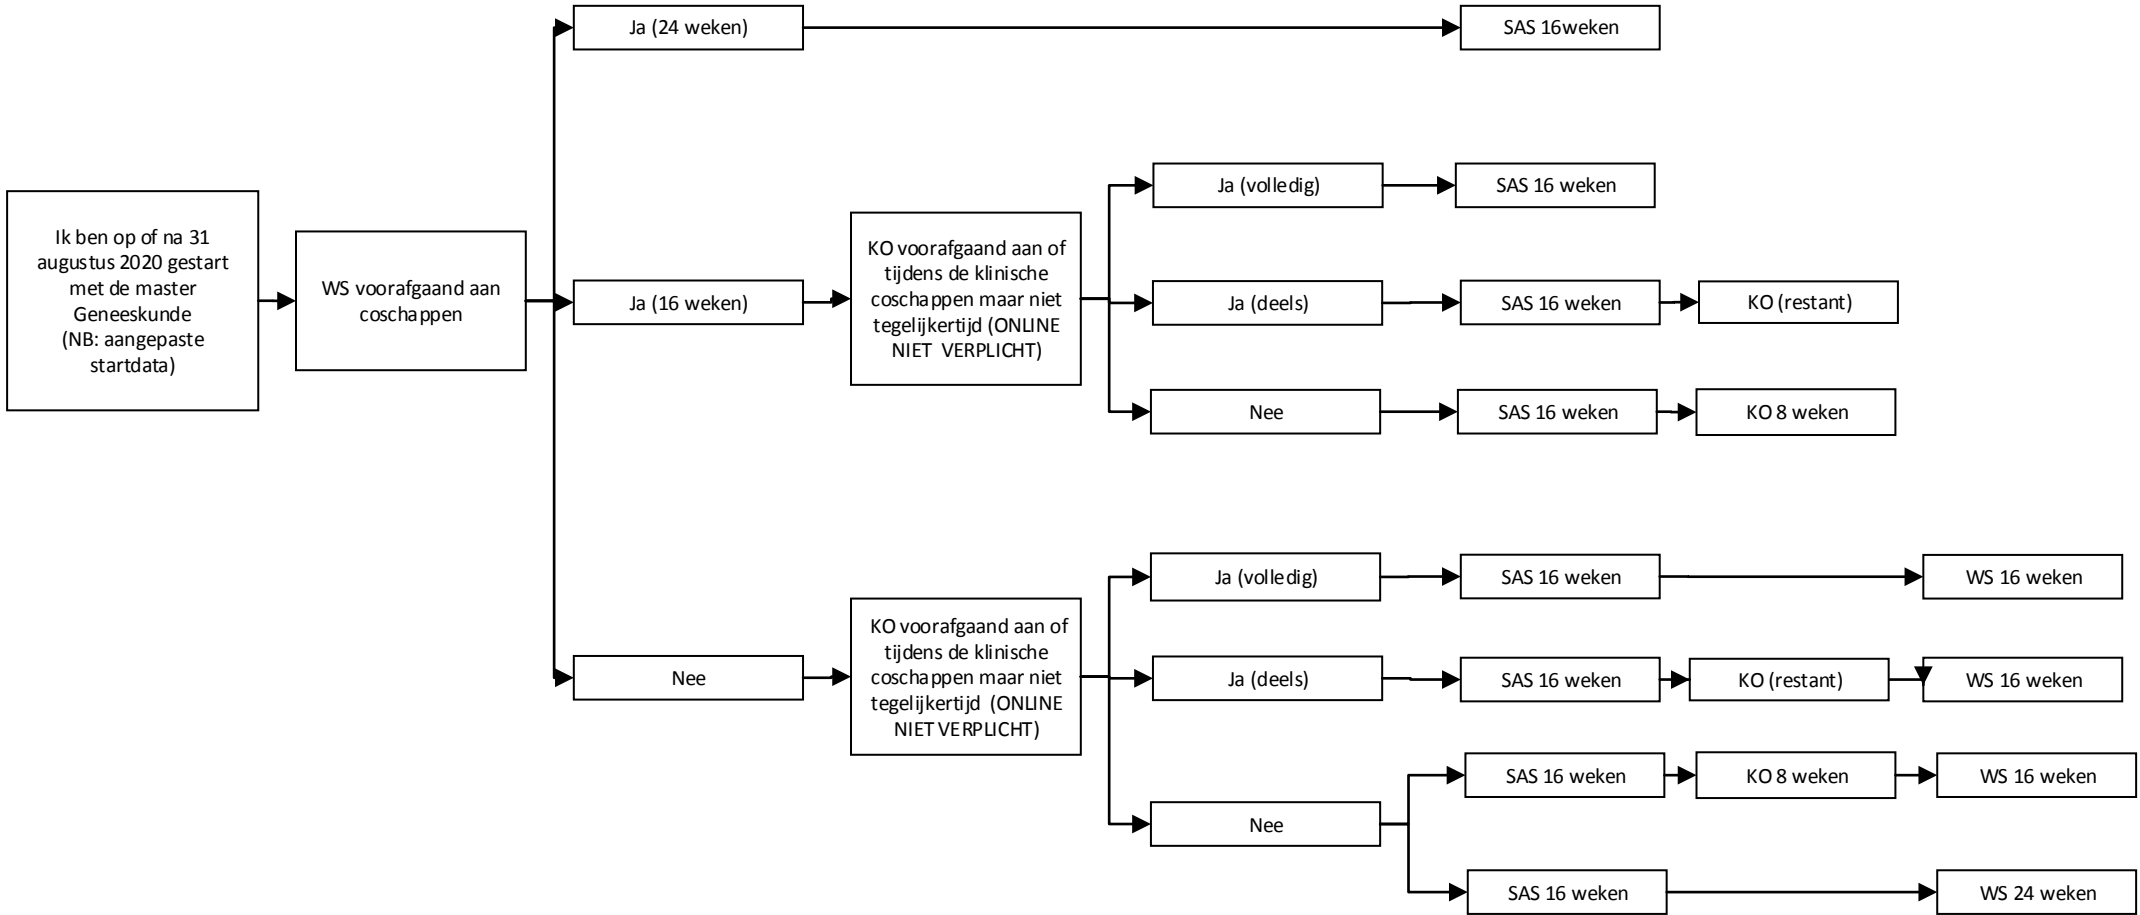 Ja (24 weken)
SAS 16weken
Ik ben op of na 31
augustus 2020 gestart
met de master
Geneeskunde
(NB: aangepaste
startdata)
WS voorafgaand aan
coschappen
Ja (16 weken)
KO voorafgaand aan of
tijdens de klinische
coschappen maar niet
tegelijkertijd (ONLINE
NIET VERPLICHT)
Ja (volledig)
SAS 16 weken
Ja (deels)
SAS 16 weken
KO (restant)
Nee
SAS 16 weken
KO 8 weken
Nee
KO voorafgaand aan of
tijdens de klinische
coschappen maar niet
tegelijkertijd (ONLINE
NIET VERPLICHT)
Ja (volledig)
SAS 16 weken
WS 16 weken
Ja (deels)
SAS 16 weken
KO (restant)
WS 16 weken
Nee
SAS 16 weken
KO 8 weken
WS 16 weken
SAS 16 weken
WS 24 weken